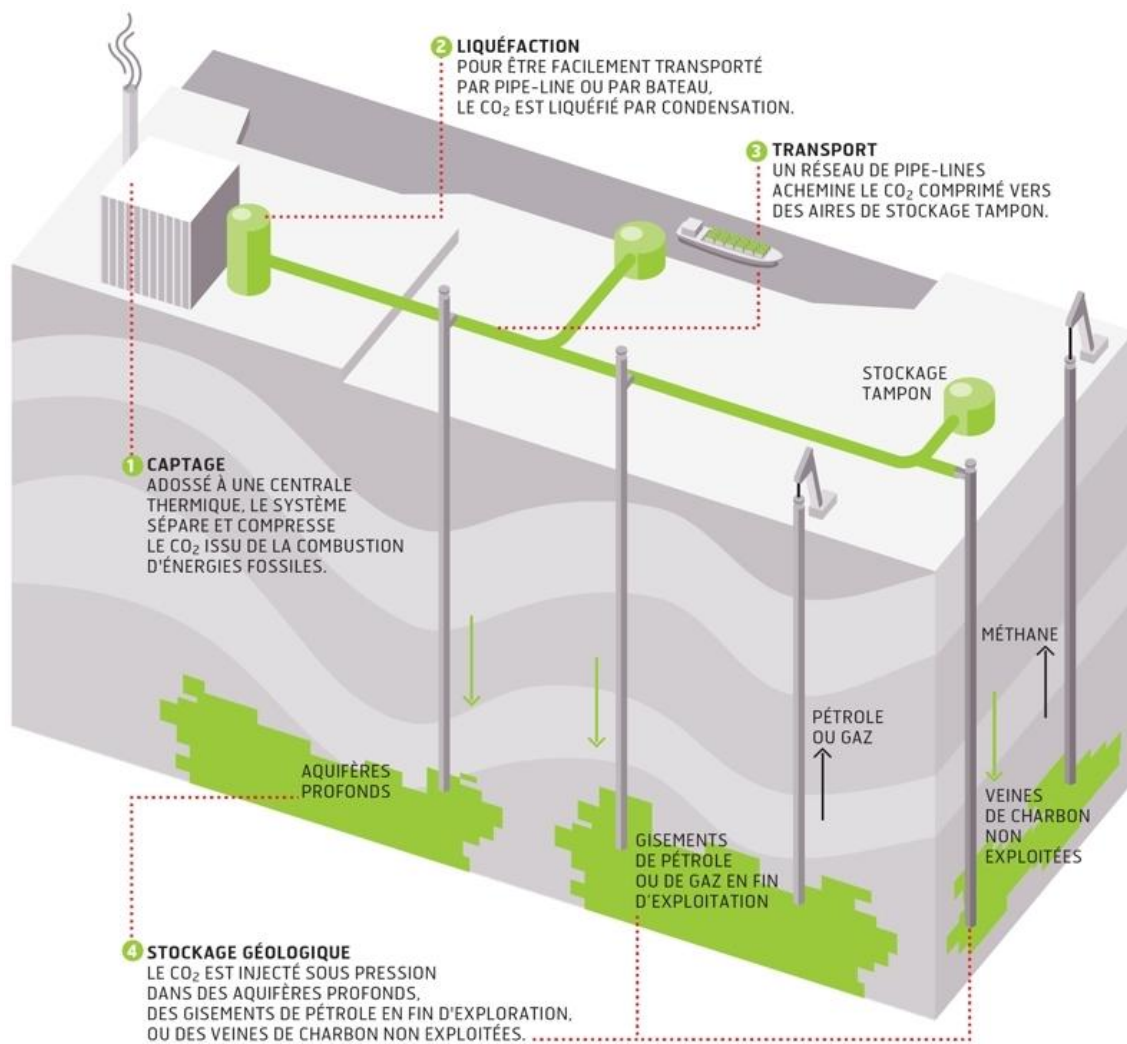 2 LIQUÉFACTION
POUR ÊTRE FACILEMENT TRANSPORTÉ
PAR PIPE-LINE OU PAR BATEAU,
LE CO₂ EST LIQUÉFIÉ PAR CONDENSATION.
3 TRANSPORT
UN RÉSEAU DE PIPE-LINES
ACHEMINE LE CO₂ COMPRIMÉ VERS
DES AIRES DE STOCKAGE TAMPON.
STOCKAGE
TAMPON
1 CAPTAGE
ADOSSÉ À UNE CENTRALE
THERMIQUE, LE SYSTÈME
SÉPARE ET COMPRESSE
LE CO₂ ISSU DE LA COMBUSTION
D'ÉNERGIES FOSSILES.
MÉTHANE
PÉTROLE
OU GAZ
AQUIFÈRES
PROFONDS
VEINES
DE CHARBON
NON
EXPLOITÉES
GISEMENTS
DE PÉTROLE
OU DE GAZ EN FIN
D'EXPLOITATION
4 STOCKAGE GÉOLOGIQUE
LE CO₂ EST INJECTÉ SOUS PRESSION
DANS DES AQUIFÈRES PROFONDS,
DES GISEMENTS DE PÉTROLE EN FIN D'EXPLORATION,
OU DES VEINES DE CHARBON NON EXPLOITÉES.